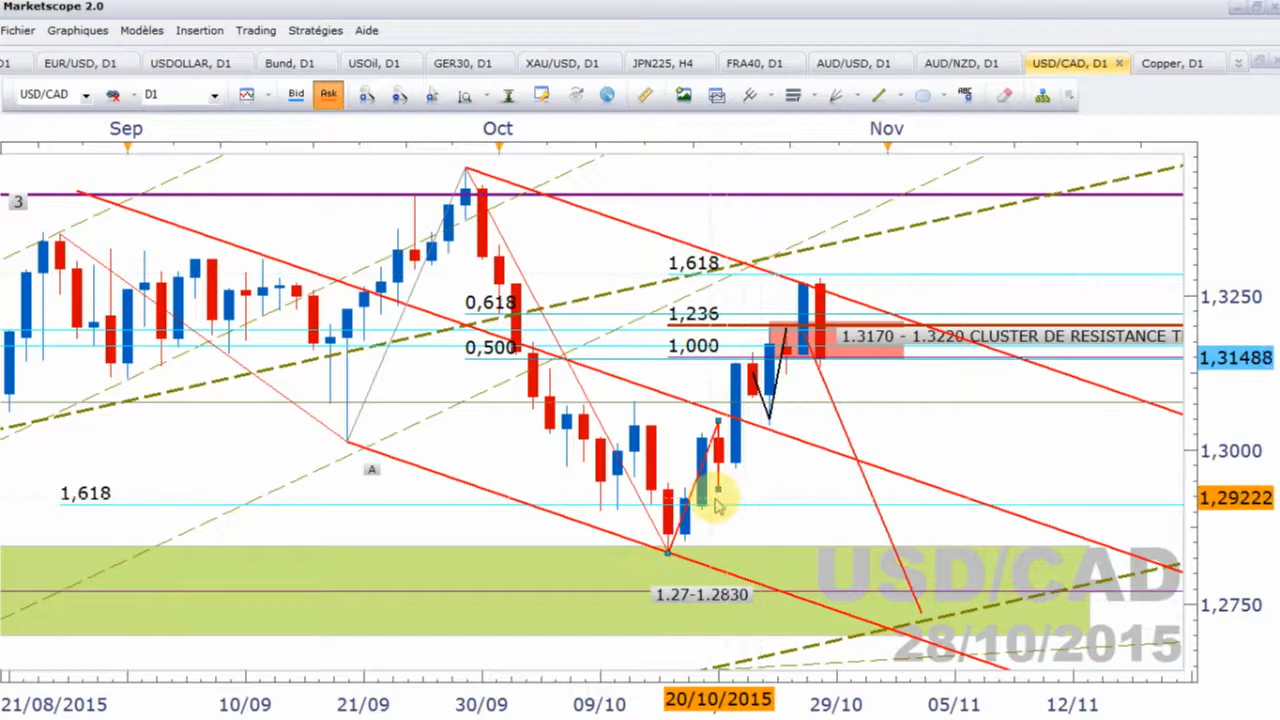 Marketscope 2.0
Fichier Graphiques Modèles Insertion Trading Stratégies Aide
D1 EUR/USD, D1 USDOLLAR, D1 Bund, D1 USOil, D1 GER30, D1 XAU/USD, D1 JPN225, H4 FRA40, D1 AUD/USD, D1 AUD/NZD, D1 USD/CAD, D1 Copper, D1
USD/CAD D1 Bid Ask ABC
Sep Oct Nov
3
1,618
1,3250
0,618
1,236
1.3170 - 1.3220 CLUSTER DE RESISTANCE T
0,500
1,000
1,31488
1,3000
A
1,618
1,29222
USD/CAD
1.27-1.2830
1,2750
28/10/2015
21/08/2015 10/09 21/09 30/09 09/10 20/10/2015 29/10 05/11 12/11